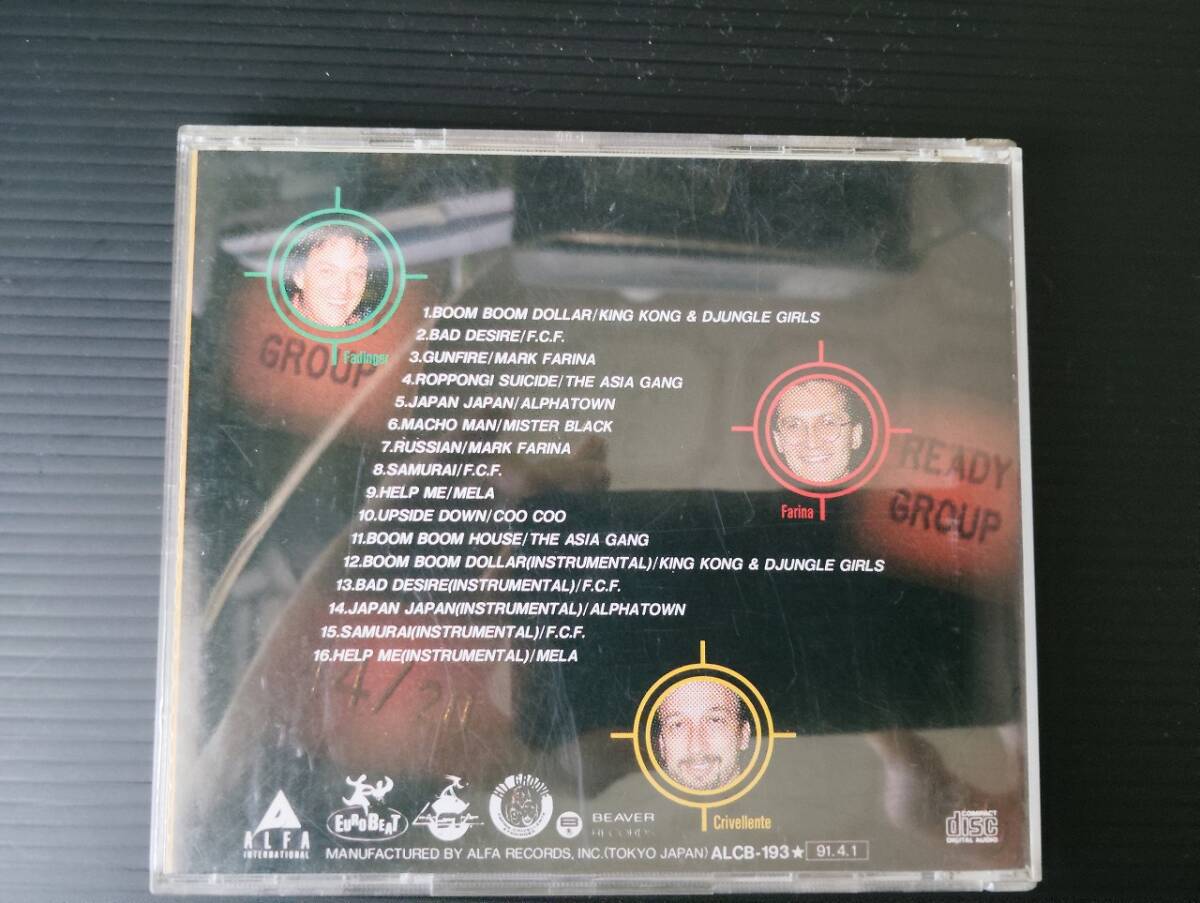 GROUP
Fadinger
1.BOOM BOOM DOLLAR/KING KONG & DJUNGLE GIRLS
2.BAD DESIRE/F.C.F.
3.GUNFIRE/MARK FARINA
4.ROPPONGI SUICIDE/THE ASIA GANG
5.JAPAN JAPAN/ALPHATOWN
6.MACHO MAN/MISTER BLACK
7.RUSSIAN/MARK FARINA
8.SAMURAI/F.C.F.
9.HELP ME/MELA
10.UPSIDE DOWN/COO COO
11.BOOM BOOM HOUSE/THE ASIA GANG
12.BOOM BOOM DOLLAR(INSTRUMENTAL)/KING KONG & DJUNGLE GIRLS
13.BAD DESIRE(INSTRUMENTAL)/F.C.F.
14.JAPAN JAPAN(INSTRUMENTAL)/ALPHATOWN
15.SAMURAI(INSTRUMENTAL)/F.C.F.
16.HELP ME(INSTRUMENTAL)/MELA
READY
GROUP
Farina
Crivellente
ALFA
INTERNATIONAL
EUROBEAT
BEAVER
RECORDS
COMPACT
disc
DIGITAL AUDIO
MANUFACTURED BY ALFA RECORDS, INC.(TOKYO JAPAN) ALCB-193★ 91.4.1